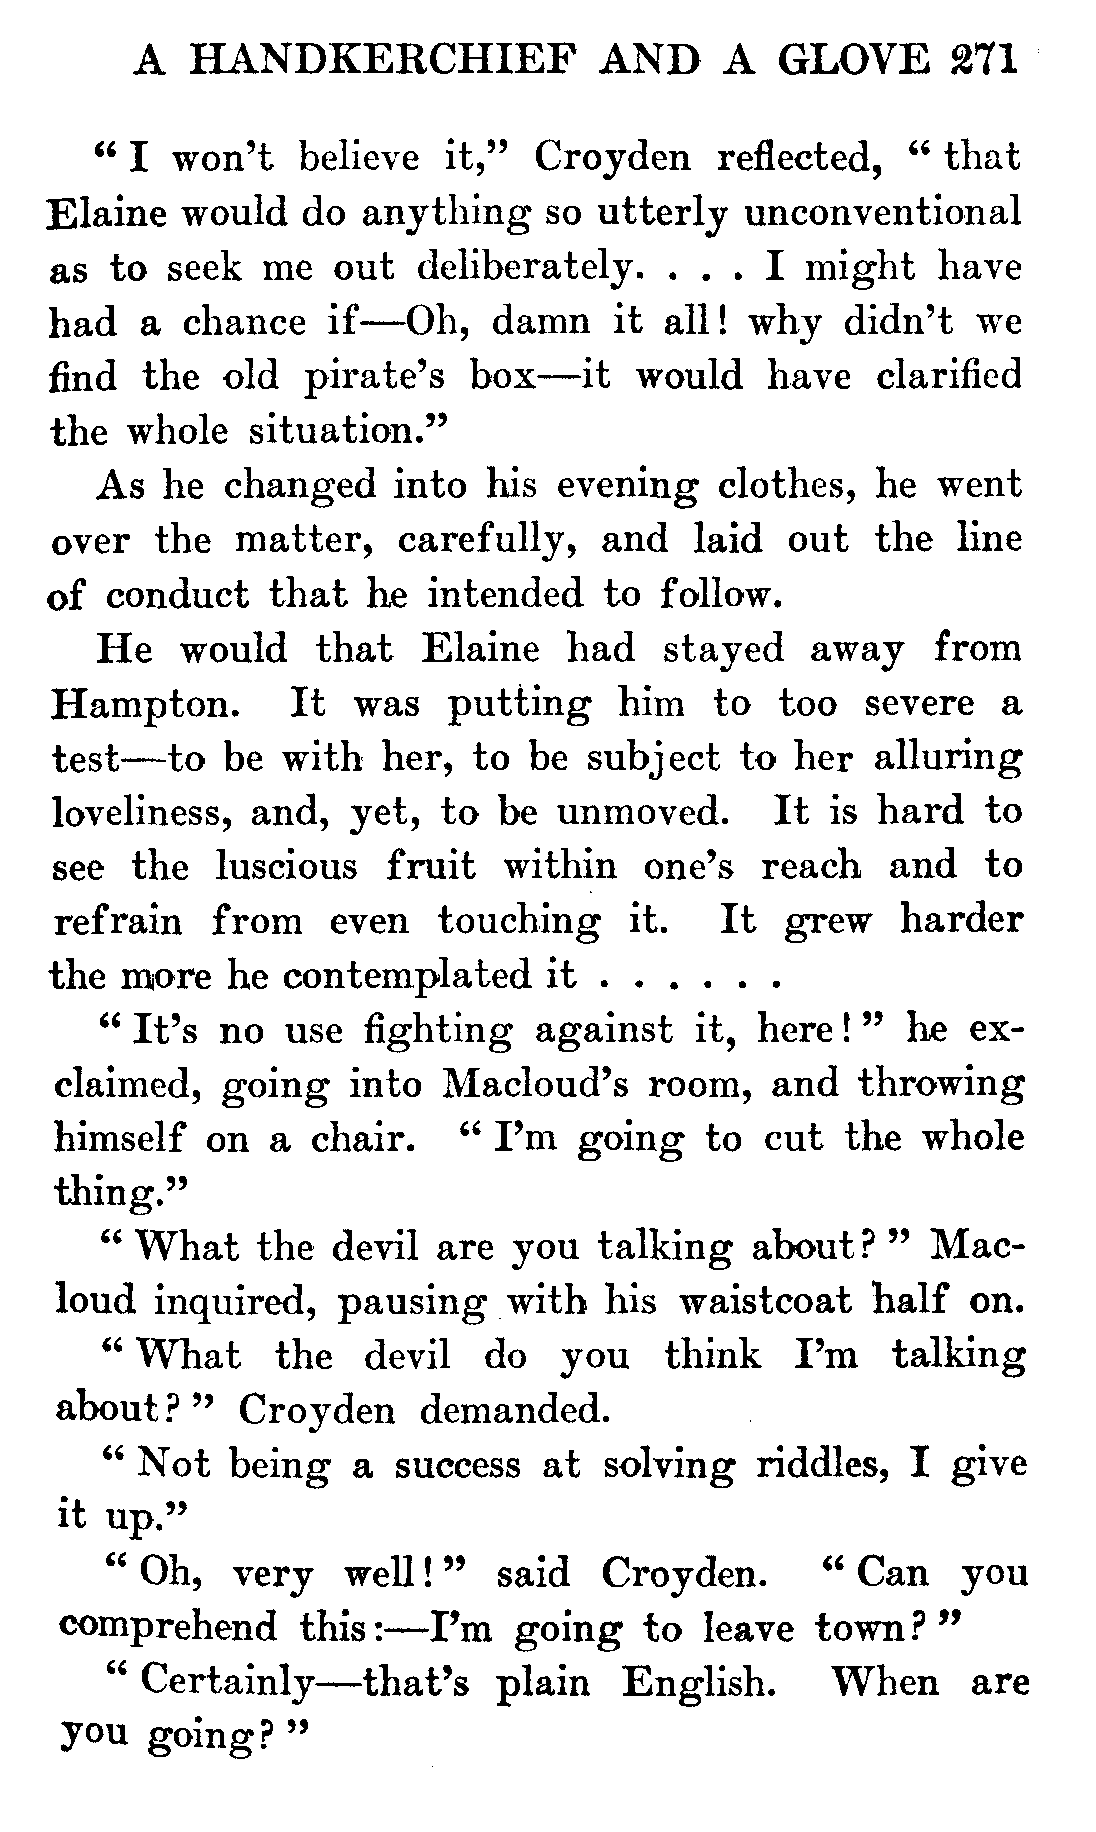 A HANDKERCHIEF AND A GLOVE 271
“ I won’t believe it,” Croyden reflected, “ that
Elaine would do anything so utterly unconventional
as to seek me out deliberately. . . . I might have
had a chance if—Oh, damn it all! why didn’t we
find the old pirate’s box—it would have clarified
the whole situation.”
As he changed into his evening clothes, he went
over the matter, carefully, and laid out the line
of conduct that he intended to follow.
He would that Elaine had stayed away from
Hampton. It was putting him to too severe a
test—to be with her, to be subject to her alluring
loveliness, and, yet, to be unmoved. It is hard to
see the luscious fruit within one’s reach and to
refrain from even touching it. It grew harder
the more he contemplated it . . . . . .
“ It’s no use fighting against it, here! ” he ex-
claimed, going into Macloud’s room, and throwing
himself on a chair. “ I’m going to cut the whole
thing.”
“ What the devil are you talking about? ” Mac-
loud inquired, pausing with his waistcoat half on.
“ What the devil do you think I’m talking
about? ” Croyden demanded.
“ Not being a success at solving riddles, I give
it up.”
“ Oh, very well! ” said Croyden. “ Can you
comprehend this:—I’m going to leave town? ”
“ Certainly—that’s plain English. When are
you going? ”